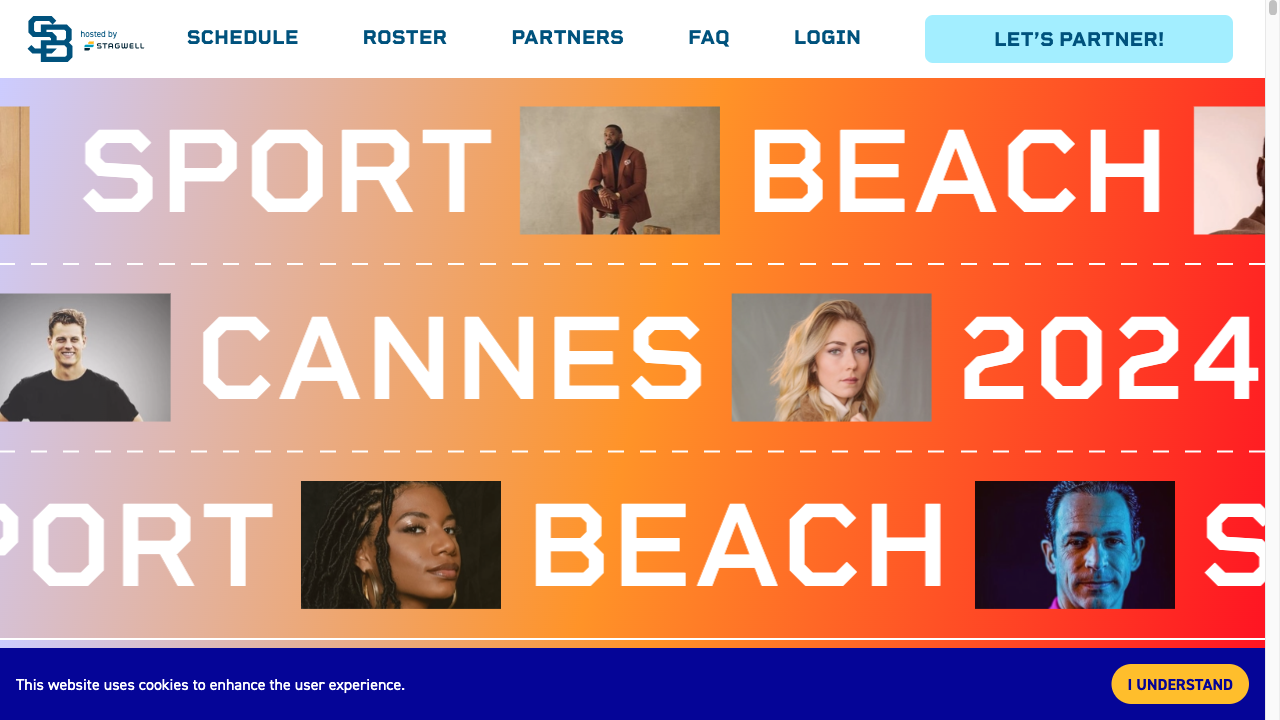 SB hosted by STAGWELL SCHEDULE ROSTER PARTNERS FAQ LOGIN LET'S PARTNER!
SPORT BEACH
CANNES 2024
PORT BEACH S
This website uses cookies to enhance the user experience. I UNDERSTAND